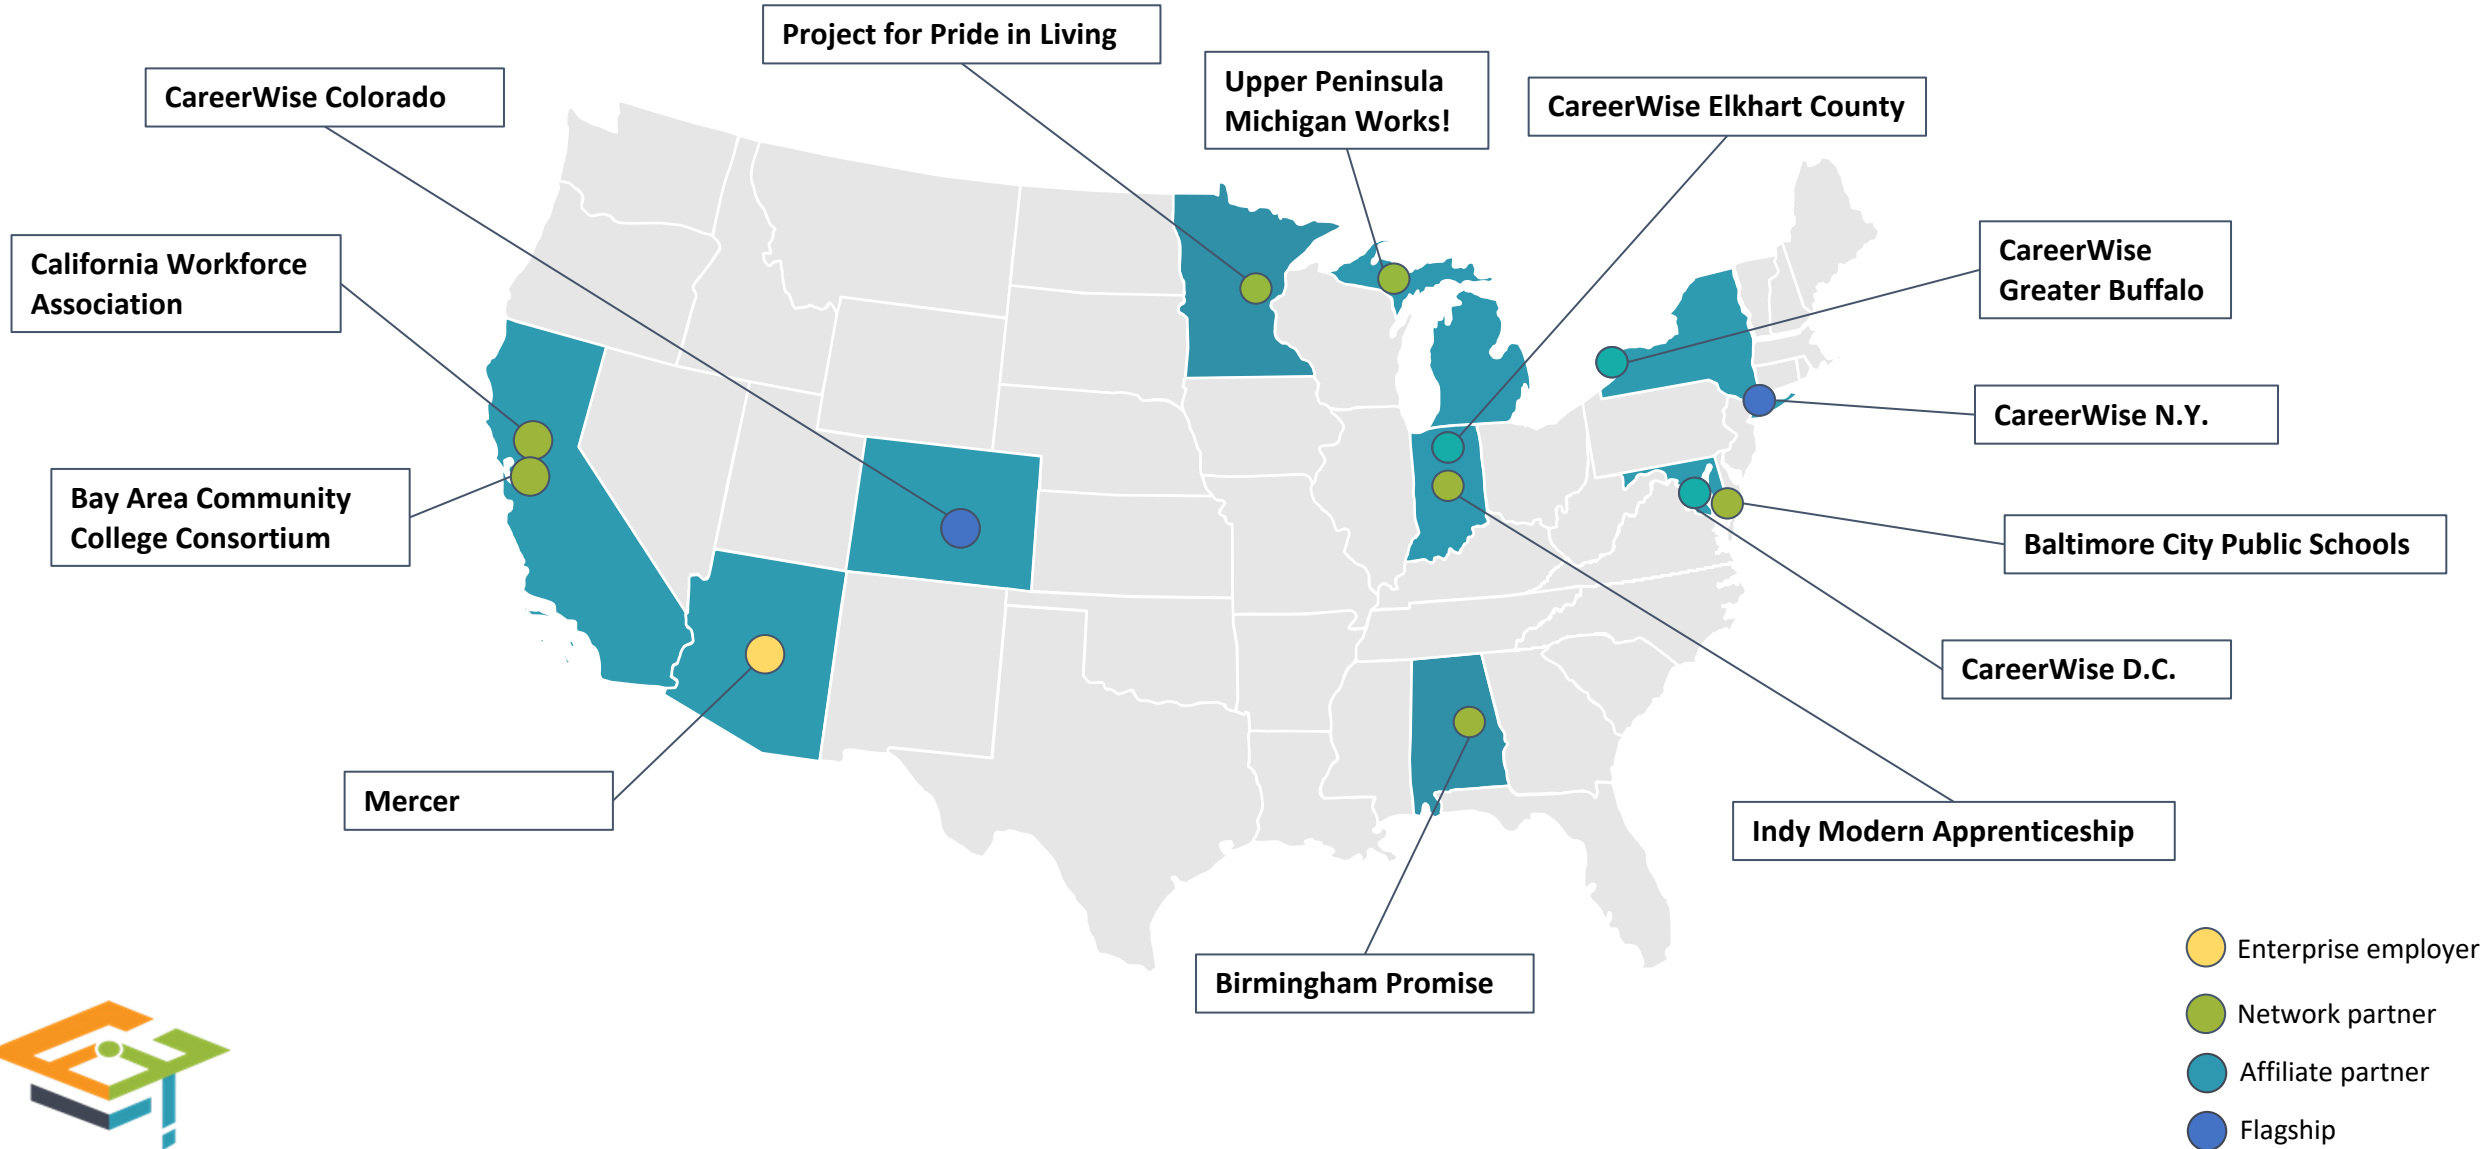 Project for Pride in Living
CareerWise Colorado
Upper Peninsula
Michigan Works!
CareerWise Elkhart County
California Workforce
Association
CareerWise
Greater Buffalo
CareerWise N.Y.
Bay Area Community
College Consortium
Baltimore City Public Schools
CareerWise D.C.
Mercer
Indy Modern Apprenticeship
Birmingham Promise
Enterprise employer
Network partner
Affiliate partner
Flagship